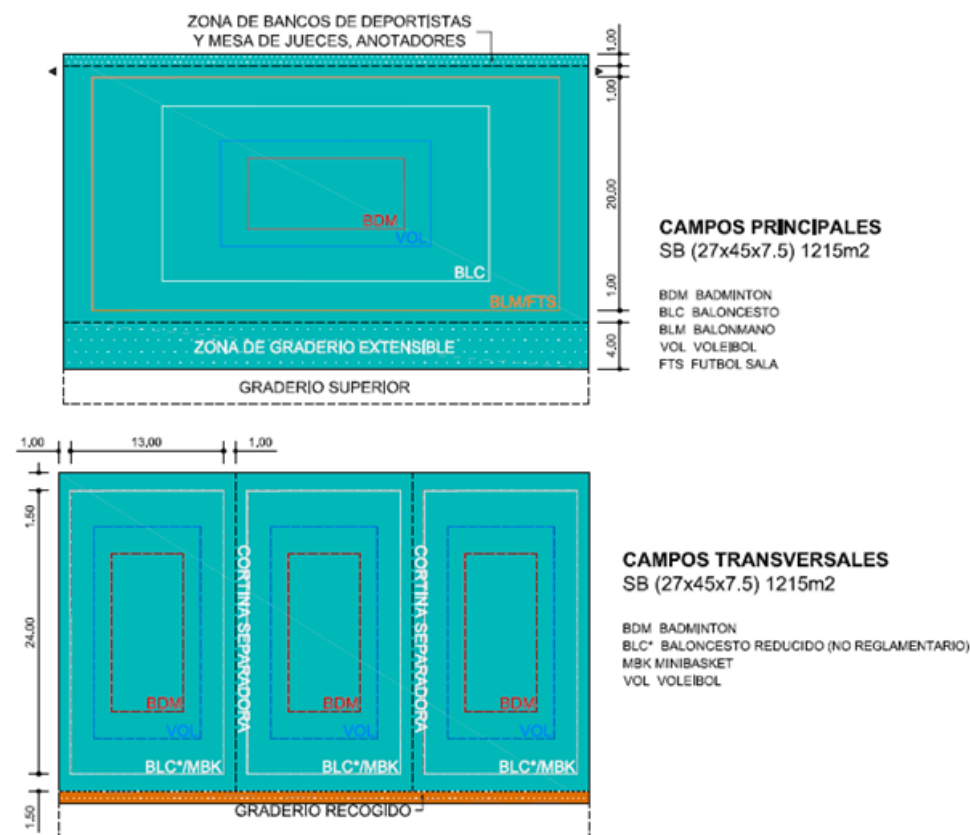 ZONA DE BANCOS DE DEPORTISTAS
Y MESA DE JUECES, ANOTADORES
1,00
1,00
20,00
1,00
4,00
BDM
VOL
BLC
BLM/FTS
ZONA DE GRADERIO EXTENSIBLE
GRADERIO SUPERIOR
CAMPOS PRINCIPALES
SB (27x45x7.5) 1215m2
BDM BADMINTON
BLC BALONCESTO
BLM BALONMANO
VOL VOLEIBOL
FTS FUTBOL SALA
1,00
13,00
1,00
1,50
24,00
1,50
CORTINA SEPARADORA
CORTINA SEPARADORA
BDM
BDM
BDM
VOL
VOL
VOL
BLC*/MBK
BLC*/MBK
BLC*/MBK
GRADERIO RECOGIDO
CAMPOS TRANSVERSALES
SB (27x45x7.5) 1215m2
BDM BADMINTON
BLC* BALONCESTO REDUCIDO (NO REGLAMENTARIO)
MBK MINIBASKET
VOL VOLEIBOL